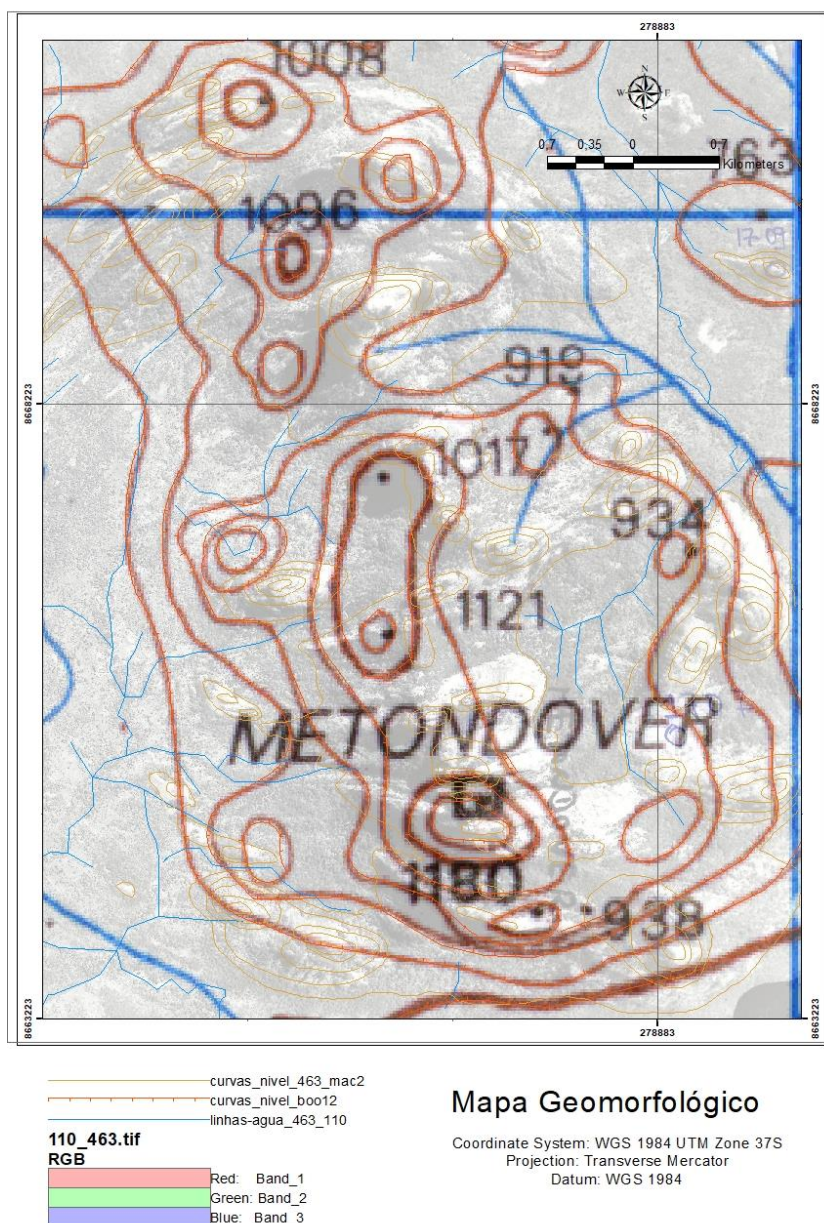 278883
1008
N
W E
S
0,7 0,35 0 0,7
Kilometers
763
1096
17-09
919
8668223
8668223
1017
934
1121
METONDOVER
1180
938
8663223
8663223
278883
curvas_nivel_463_mac2
curvas_nivel_boo12
linhas-agua_463_110
110_463.tif
RGB
Red: Band_1
Green: Band_2
Blue: Band_3
Mapa Geomorfológico
Coordinate System: WGS 1984 UTM Zone 37S
Projection: Transverse Mercator
Datum: WGS 1984